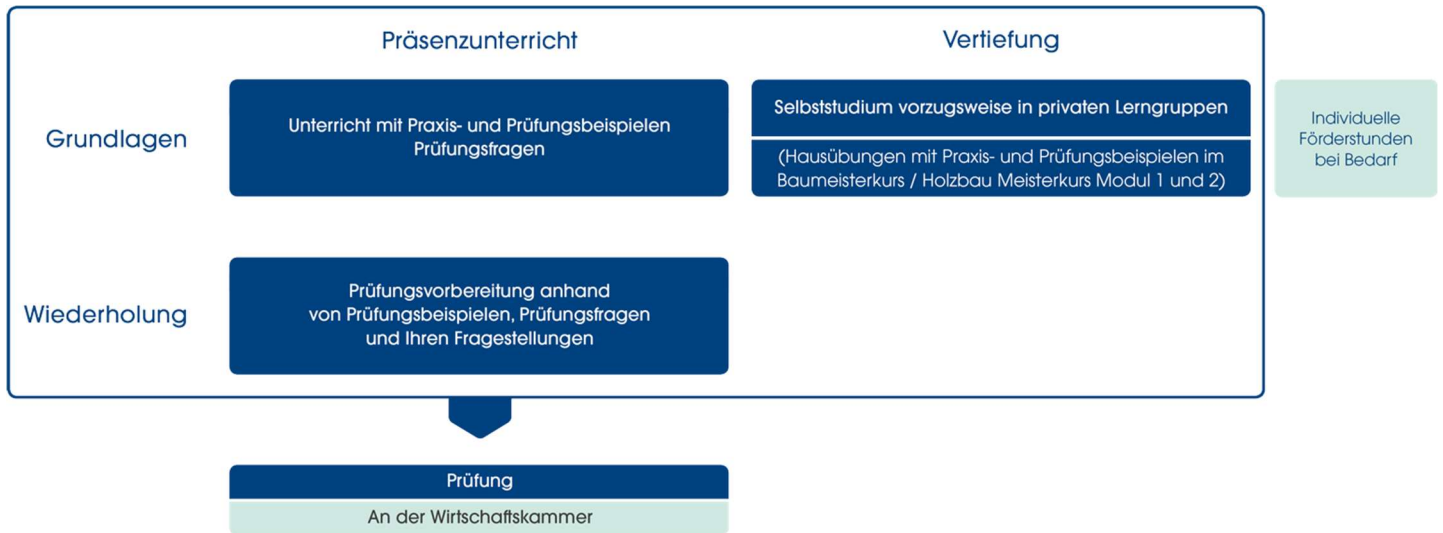 Präsenzunterricht
Vertiefung
Grundlagen
Unterricht mit Praxis- und Prüfungsbeispielen
Prüfungsfragen
Selbststudium vorzugsweise in privaten Lerngruppen
(Hausübungen mit Praxis- und Prüfungsbeispielen im
Baumeisterkurs / Holzbau Meisterkurs Modul 1 und 2)
Individuelle
Förderstunden
bei Bedarf
Wiederholung
Prüfungsvorbereitung anhand
von Prüfungsbeispielen, Prüfungsfragen
und Ihren Fragestellungen
Prüfung
An der Wirtschaftskammer